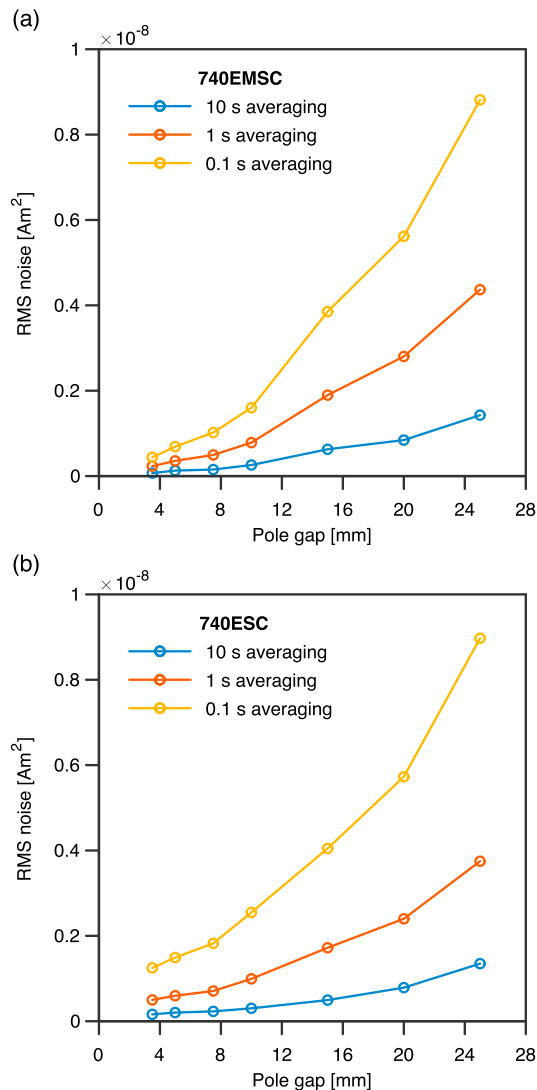 (a)
× 10⁻⁸
1
0.8
0.6
0.4
0.2
0
RMS noise [Am²]
740EMSC
10 s averaging
1 s averaging
0.1 s averaging
0 4 8 12 16 20 24 28
Pole gap [mm]
(b)
× 10⁻⁸
1
0.8
0.6
0.4
0.2
0
RMS noise [Am²]
740ESC
10 s averaging
1 s averaging
0.1 s averaging
0 4 8 12 16 20 24 28
Pole gap [mm]